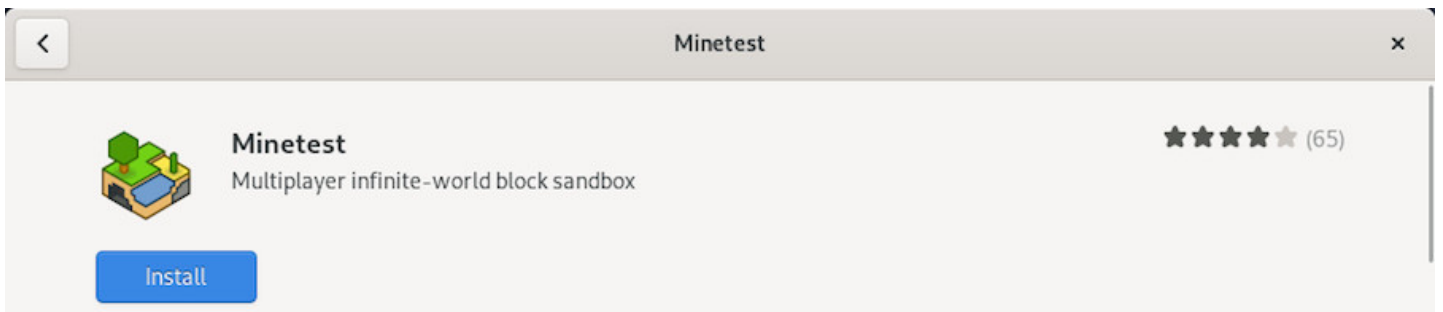 Minetest
Minetest
(65)
Multiplayer infinite-world block sandbox
Install